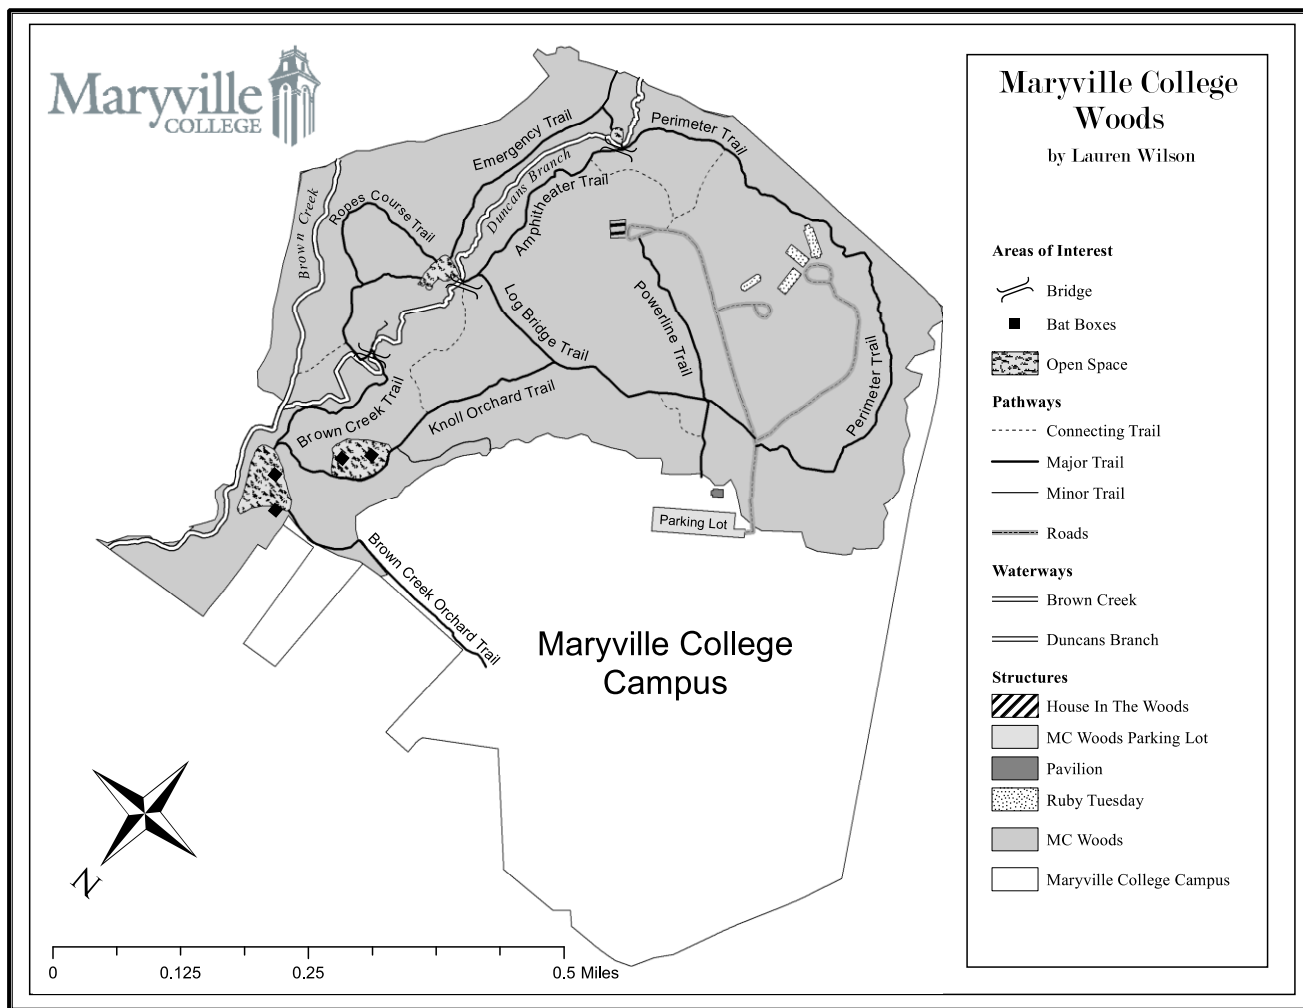 Maryville
COLLEGE
Maryville College
Woods
by Lauren Wilson
Areas of Interest
Bridge
Bat Boxes
Open Space
Pathways
Connecting Trail
Major Trail
Minor Trail
Roads
Waterways
Brown Creek
Duncans Branch
Structures
House In The Woods
MC Woods Parking Lot
Pavilion
Ruby Tuesday
MC Woods
Maryville College Campus
Emergency Trail
Perimeter Trail
Duncans Branch
Amphitheater Trail
Ropes Course Trail
Brown Creek
Log Bridge Trail
Powerline Trail
Perimeter Trail
Knoll Orchard Trail
Brown Creek Trail
Parking Lot
Brown Creek Orchard Trail
Maryville College
Campus
N
0 0.125 0.25 0.5 Miles